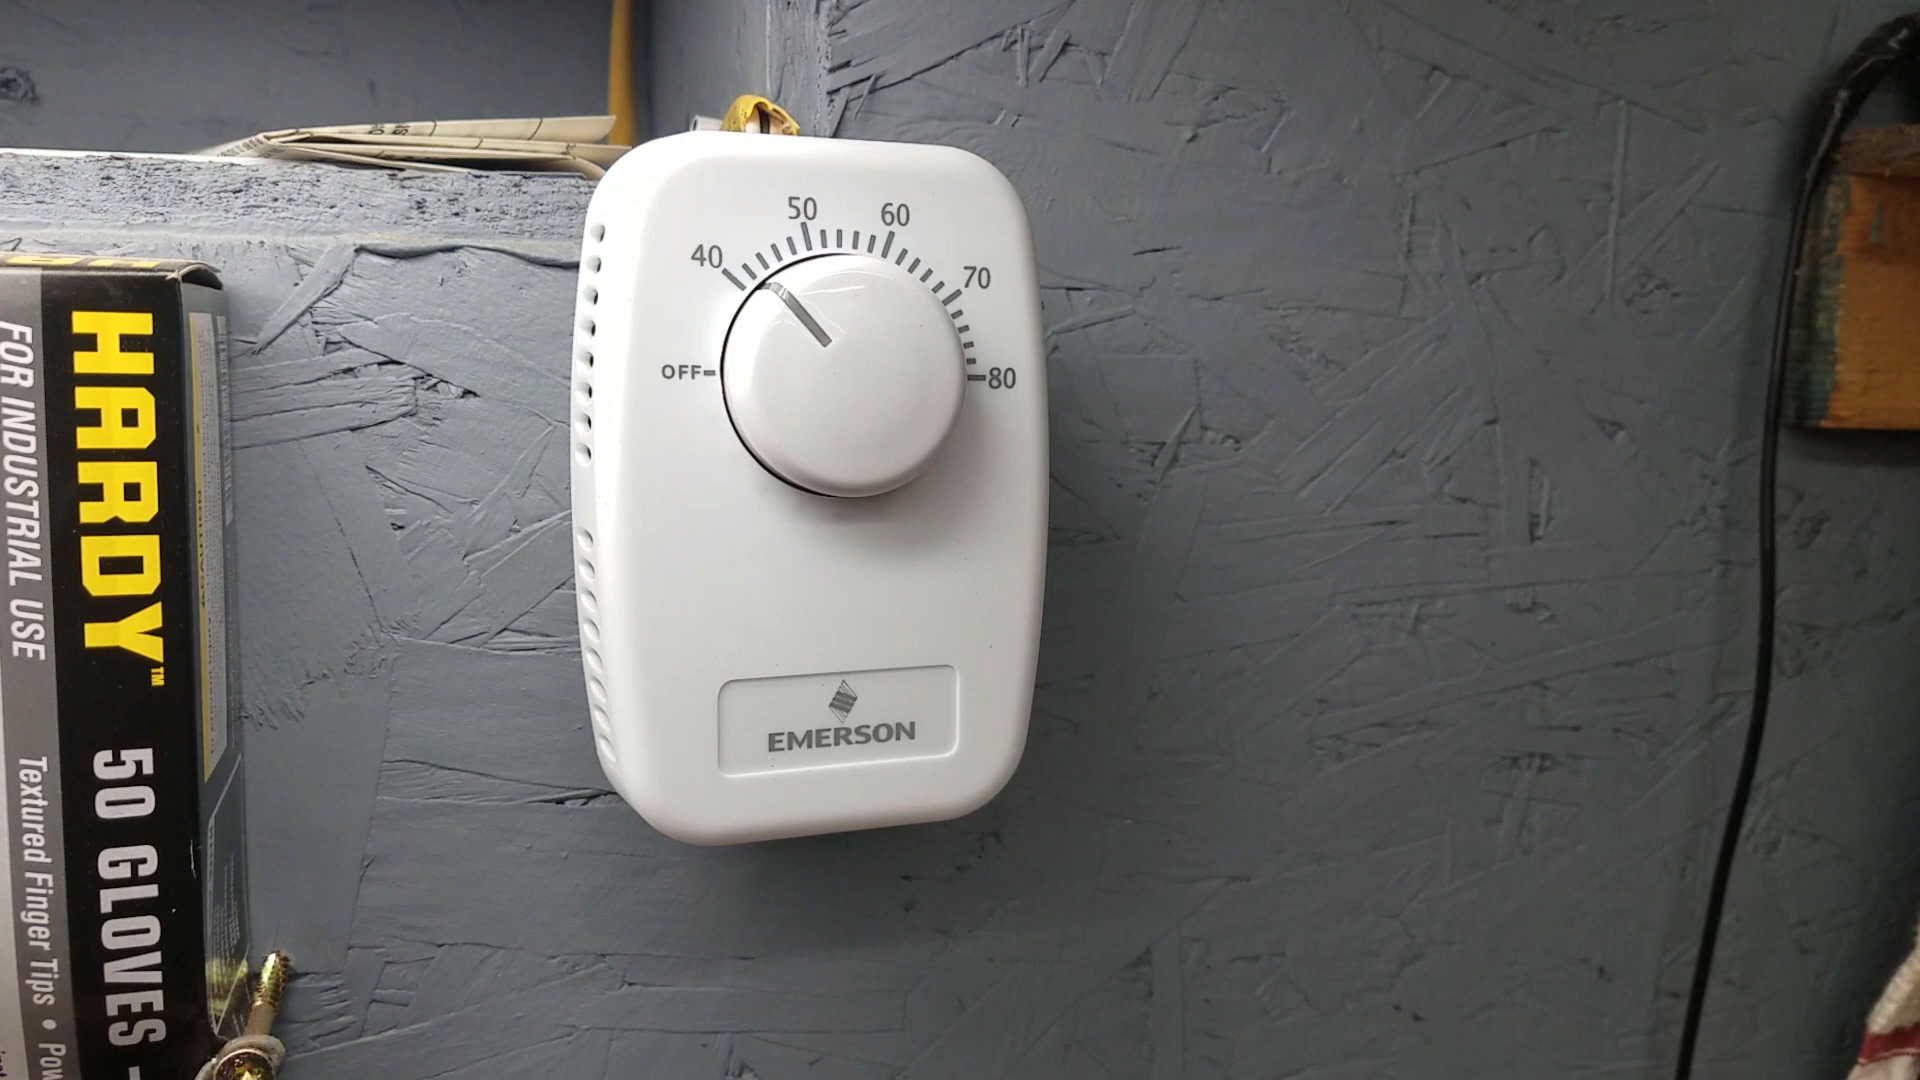 50
60
40
70
OFF
80
EMERSON
HARDY™
FOR INDUSTRIAL USE
50 GLOVES
Textured Finger Tips •